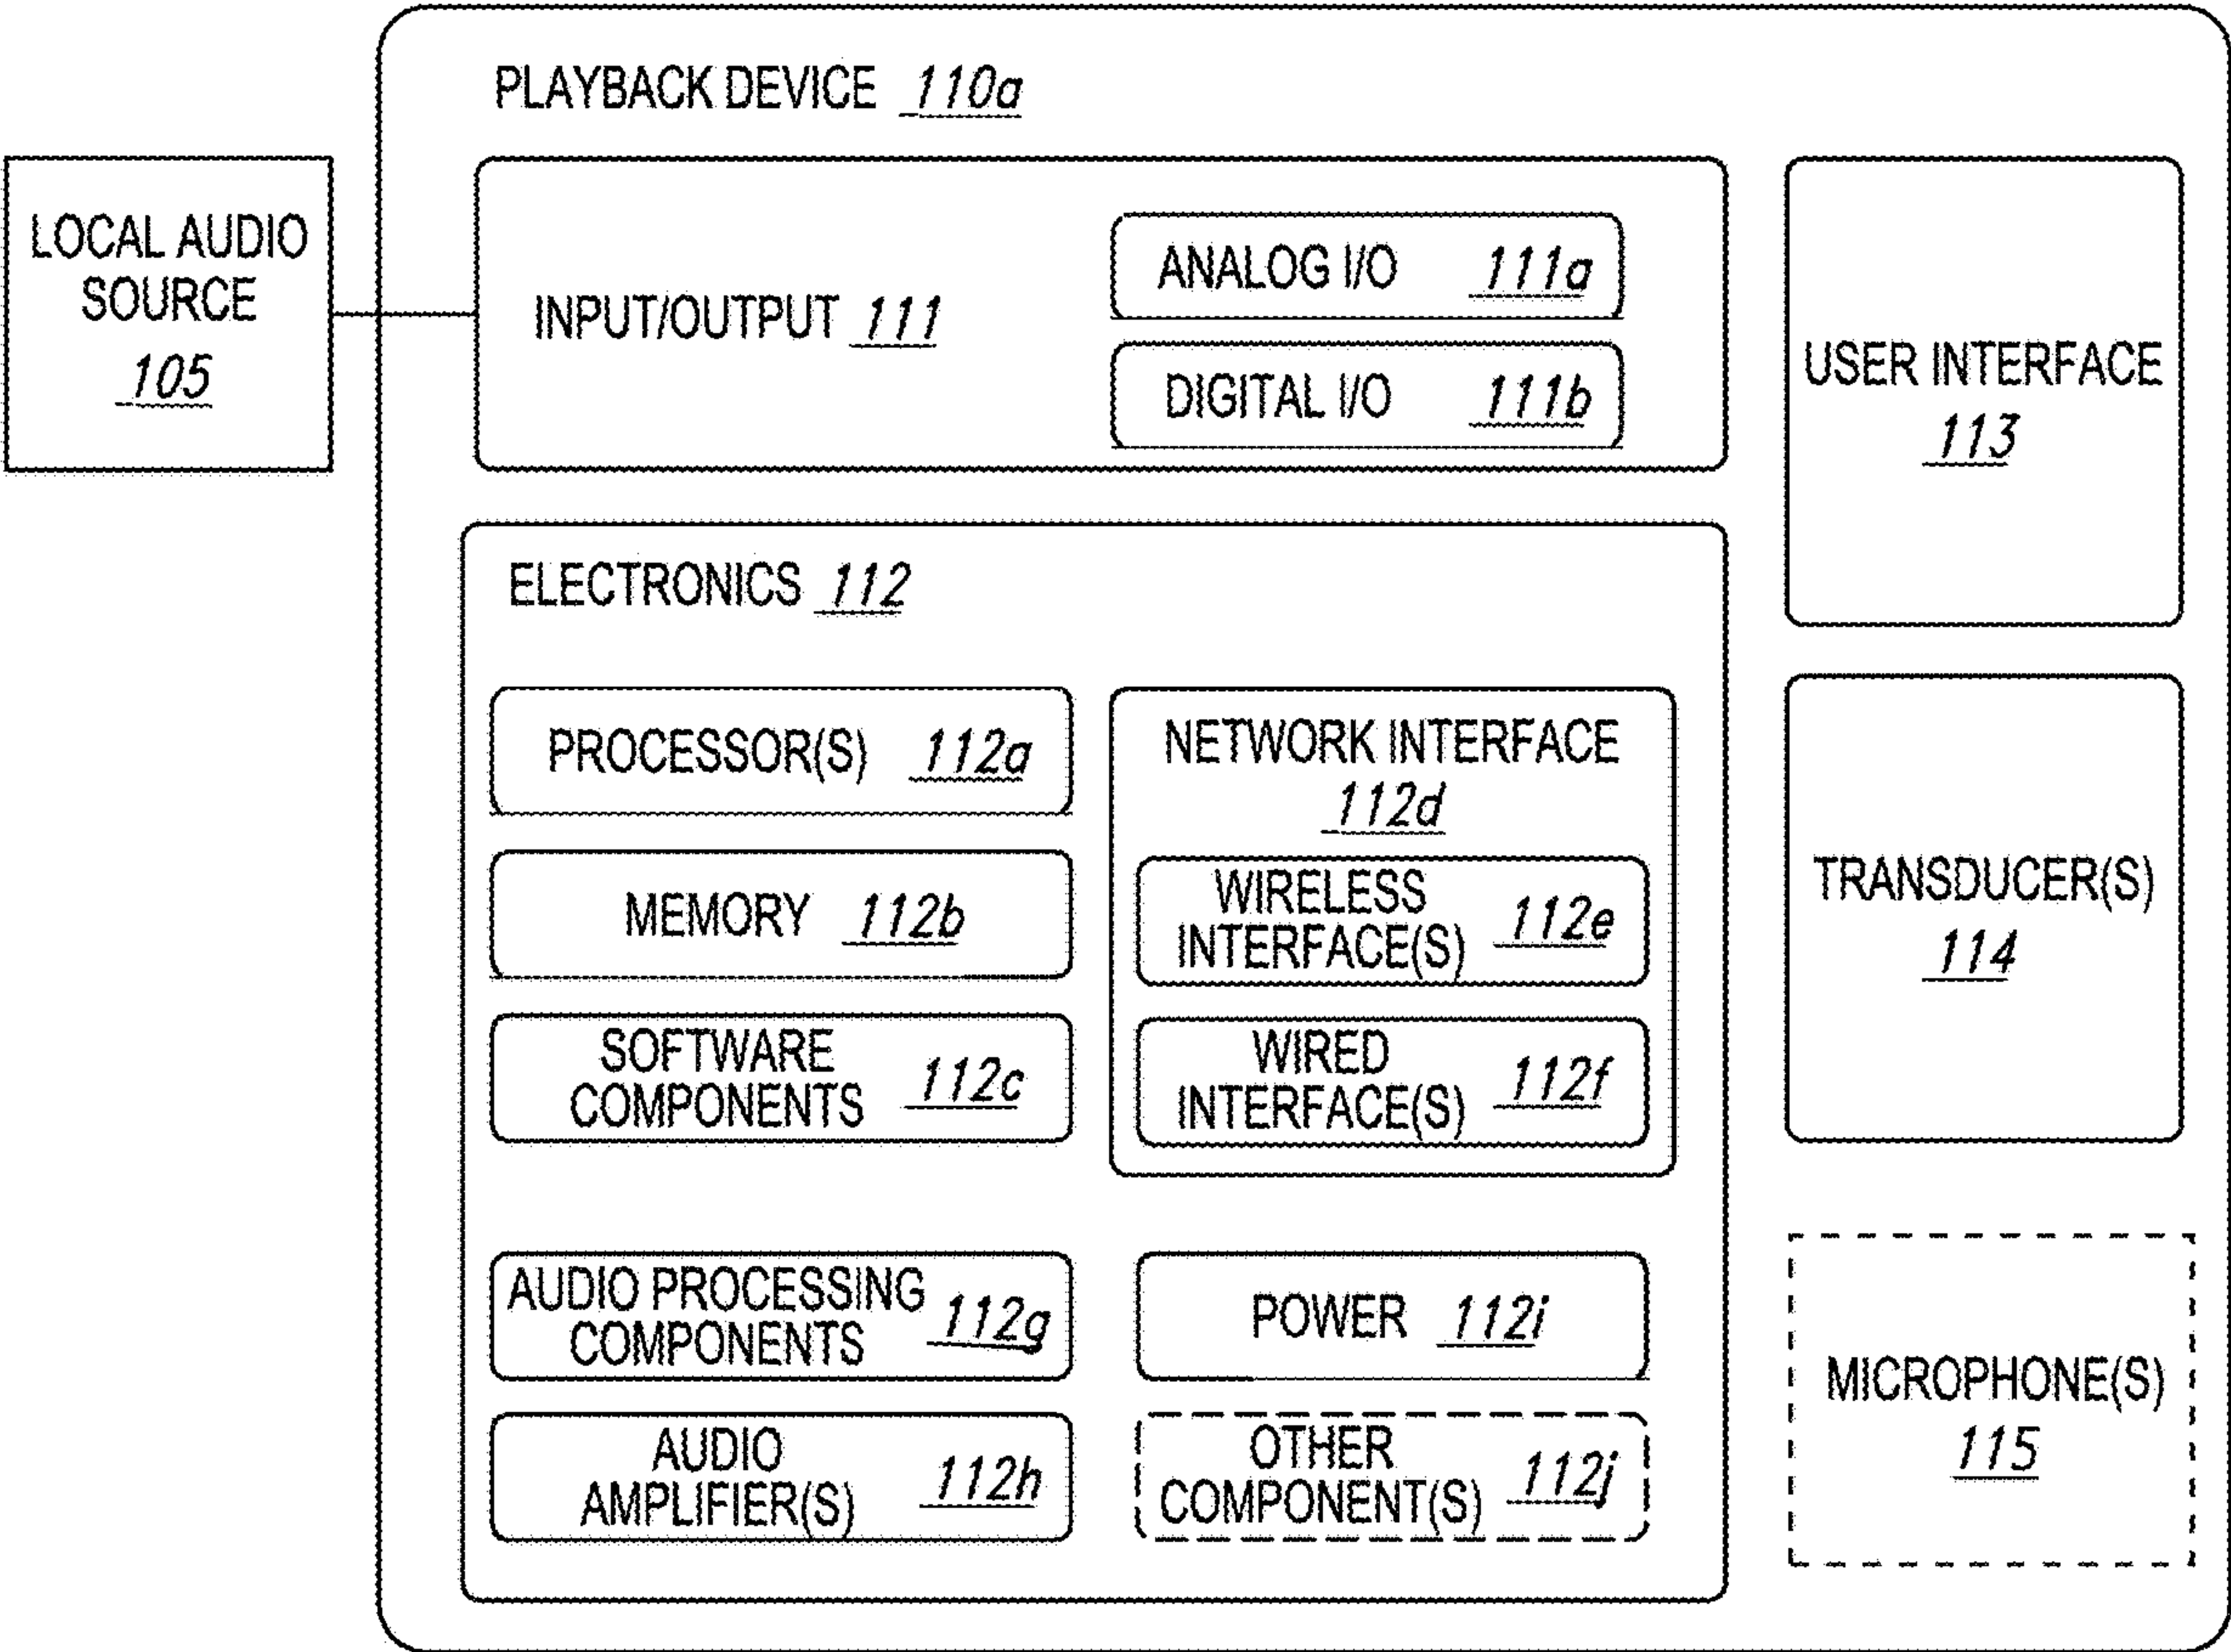 PLAYBACK DEVICE 110a
LOCAL AUDIO
SOURCE
105
INPUT/OUTPUT 111
ANALOG I/O 111a
DIGITAL I/O 111b
USER INTERFACE
113
ELECTRONICS 112
PROCESSOR(S) 112a
MEMORY 112b
SOFTWARE
COMPONENTS 112c
NETWORK INTERFACE
112d
WIRELESS
INTERFACE(S) 112e
WIRED
INTERFACE(S) 112f
TRANSDUCER(S)
114
AUDIO PROCESSING
COMPONENTS 112g
AUDIO
AMPLIFIER(S) 112h
POWER 112i
OTHER
COMPONENT(S) 112j
MICROPHONE(S)
115